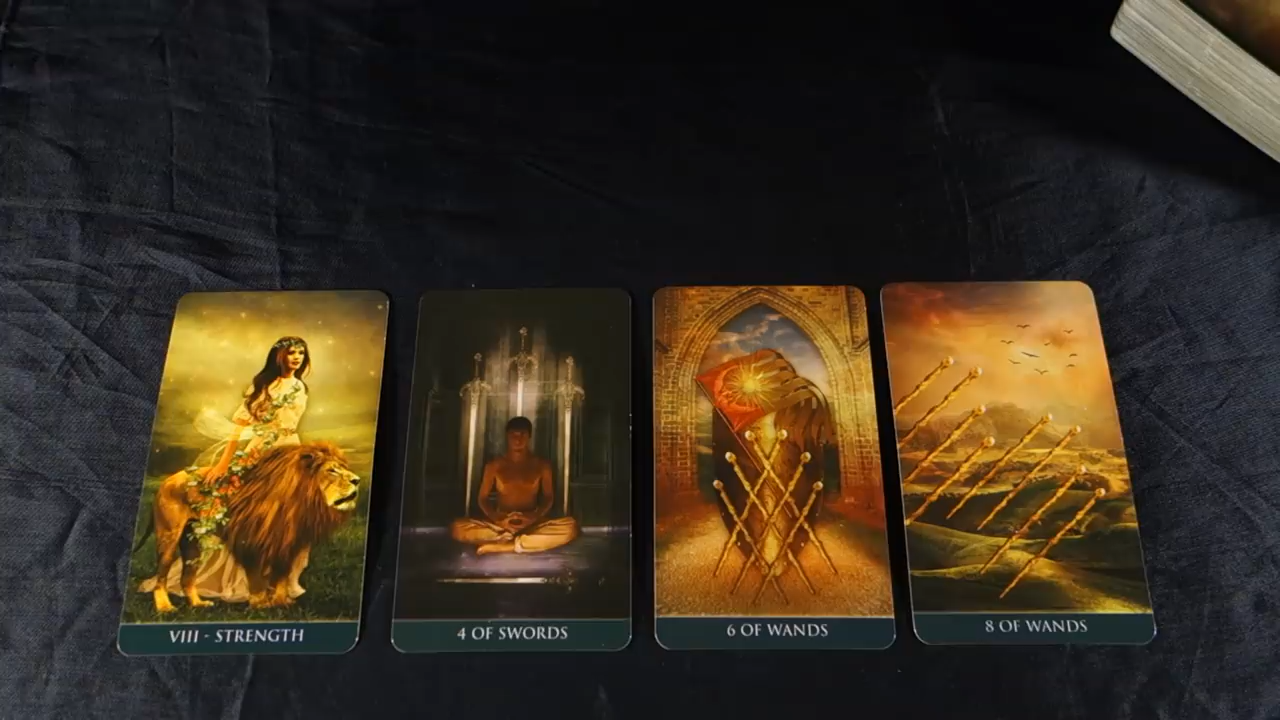 VIII - STRENGTH
4 OF SWORDS
6 OF WANDS
8 OF WANDS